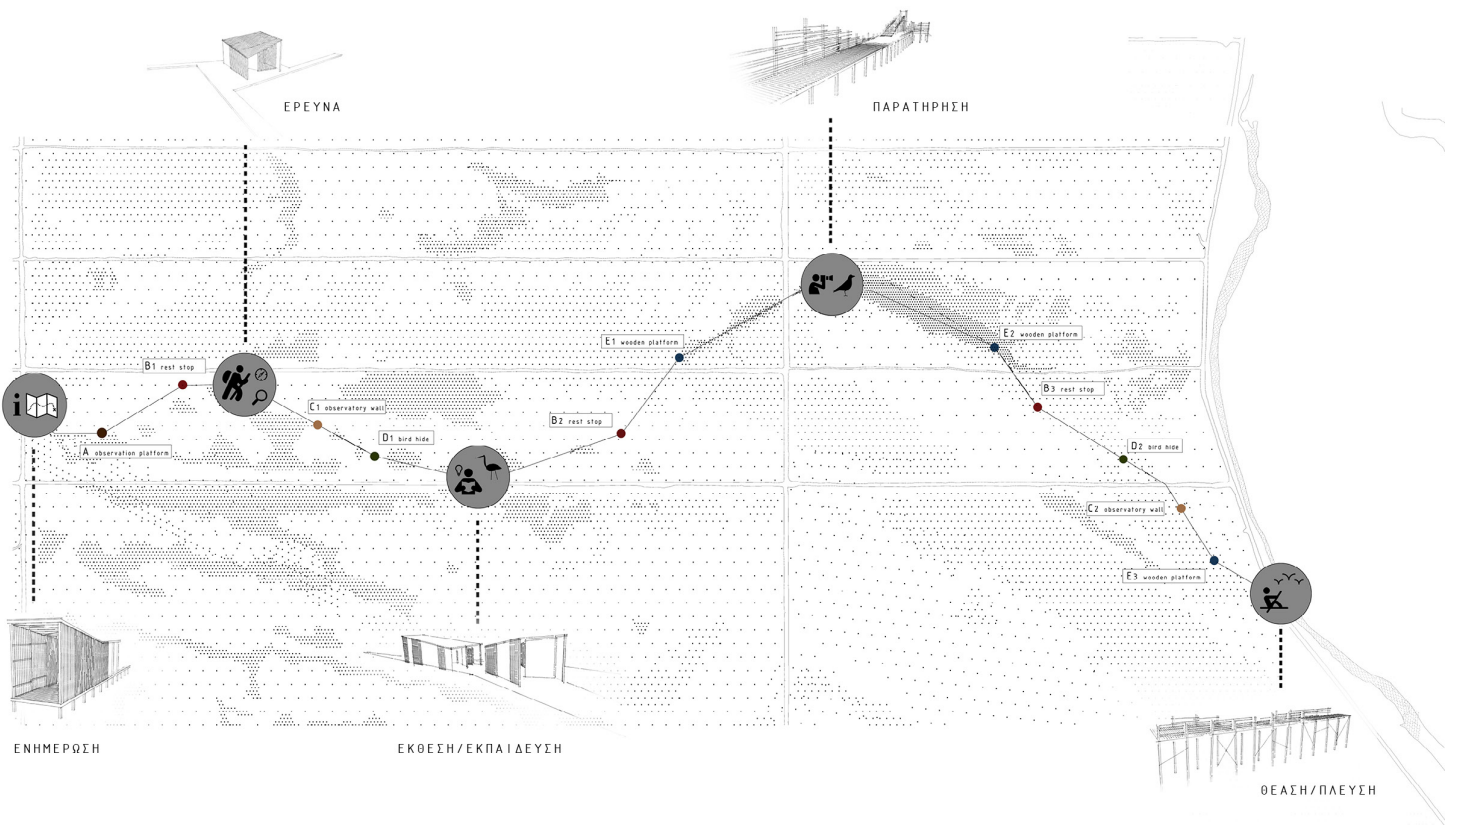 ΕΡΕΥΝΑ
ΠΑΡΑΤΗΡΗΣΗ
E2 wooden platform
E1 wooden platform
B1 rest stop
B3 rest stop
i
C1 observatory wall
B2 rest stop
D1 bird hide
D2 bird hide
A observation platform
C2 observatory wall
E3 wooden platform
ΕΝΗΜΕΡΩΣΗ
ΕΚΘΕΣΗ/ΕΚΠΑΙΔΕΥΣΗ
ΘΕΑΣΗ/ΠΛΕΥΣΗ